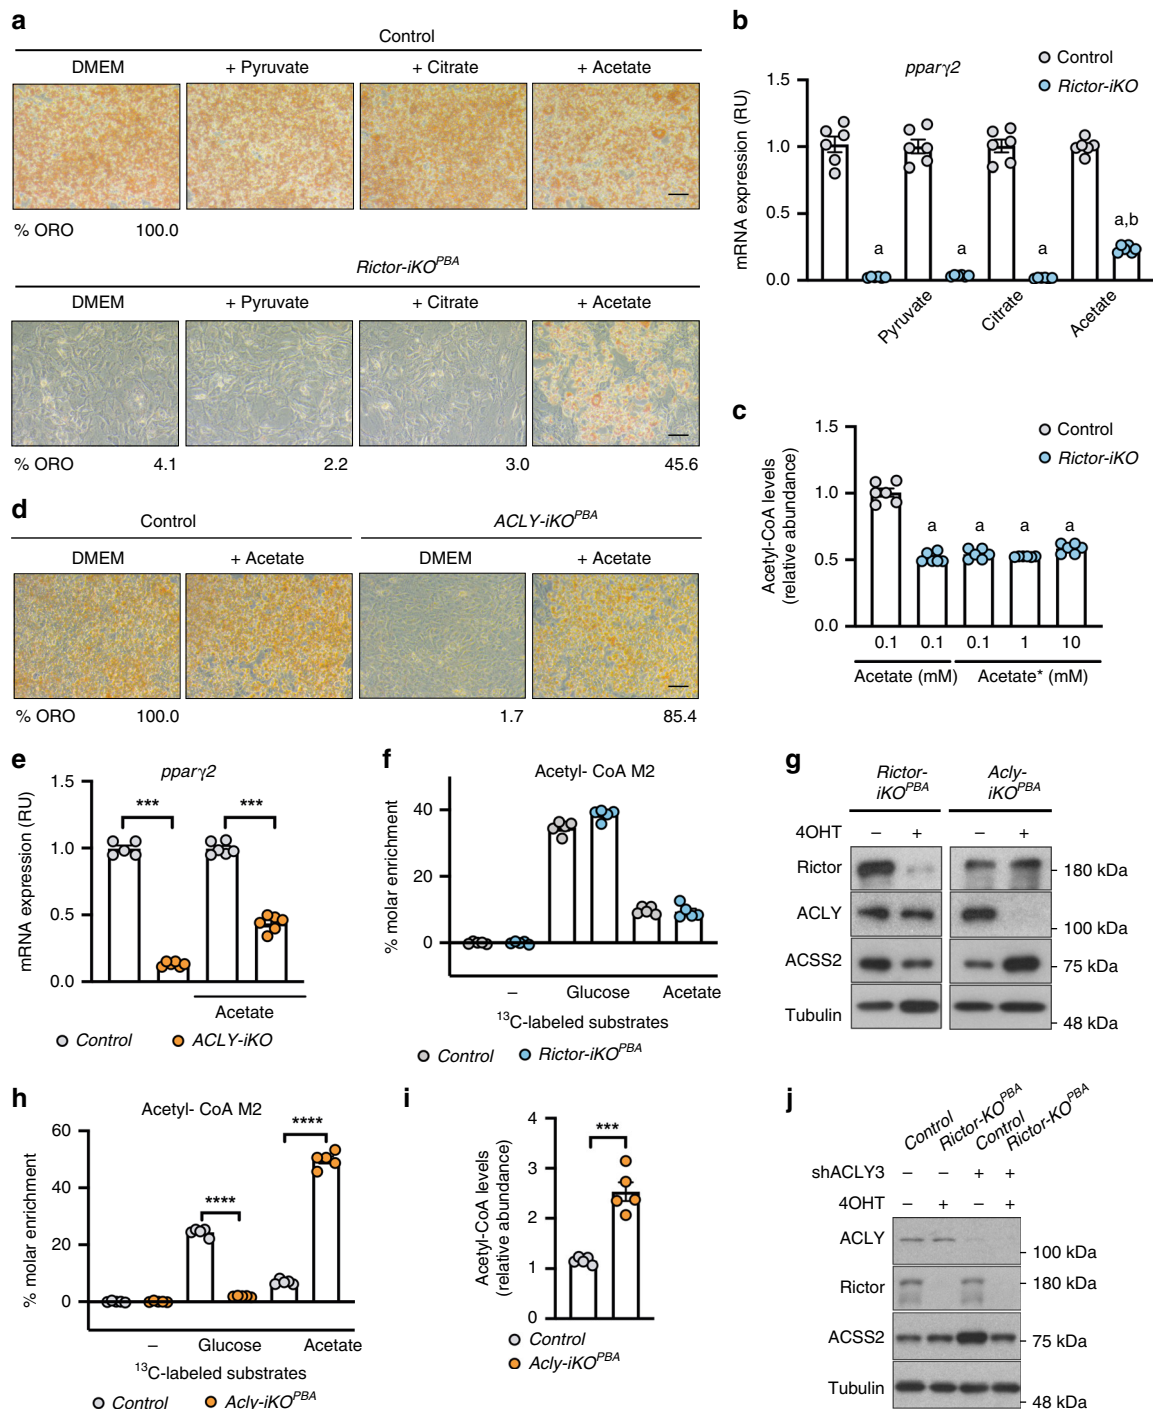 a
Control
DMEM + Pyruvate + Citrate + Acetate
% ORO 100.0
Rictor-iKO^PBA
DMEM + Pyruvate + Citrate + Acetate
% ORO 4.1 2.2 3.0 45.6
b
pparγ2
Control
Rictor-iKO
mRNA expression (RU)
1.5
1.0
0.5
0.0
a a a a,b
Pyruvate Citrate Acetate
c
Control
Rictor-iKO
Acetyl-CoA levels
(relative abundance)
1.5
1.0
0.5
0.0
a a a a
0.1 0.1 0.1 1 10
Acetate (mM) Acetate* (mM)
d
Control ACLY-iKO^PBA
DMEM + Acetate DMEM + Acetate
% ORO 100.0 1.7 85.4
e
pparγ2
mRNA expression (RU)
1.5
1.0
0.5
0.0
*** ***
Acetate
Control ACLY-iKO
f
Acetyl- CoA M2
% molar enrichment
40
20
0
– Glucose Acetate
¹³C-labeled substrates
Control Rictor-iKO^PBA
g
Rictor- Acly-
iKO^PBA iKO^PBA
4OHT – + – +
Rictor - 180 kDa
ACLY - 100 kDa
ACSS2 - 75 kDa
Tubulin - 48 kDa
h
Acetyl- CoA M2
% molar enrichment
60
40
20
0
**** ****
– Glucose Acetate
¹³C-labeled substrates
Control Acly-iKO^PBA
i
Acetyl-CoA levels
(relative abundance)
4
3
2
1
0
***
Control
Acly-iKO^PBA
j
Control Rictor-KO^PBA Control Rictor-KO^PBA
shACLY3 – – + +
4OHT – + – +
ACLY - 100 kDa
Rictor - 180 kDa
ACSS2 - 75 kDa
Tubulin - 48 kDa